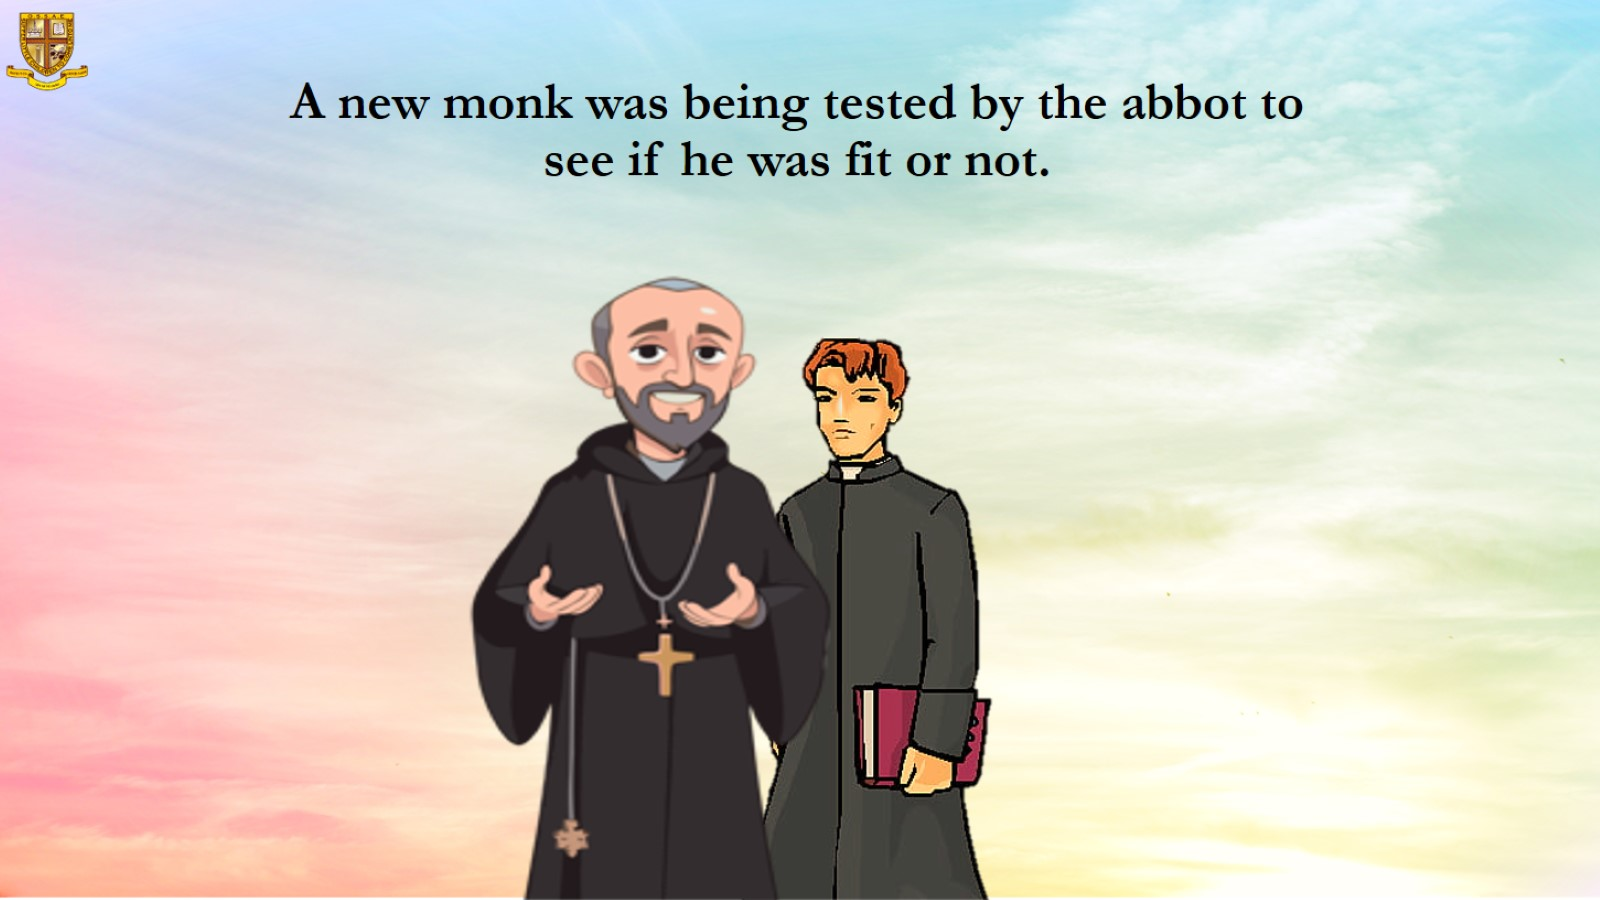 A new monk was being tested by the abbot to
see if he was fit or not.